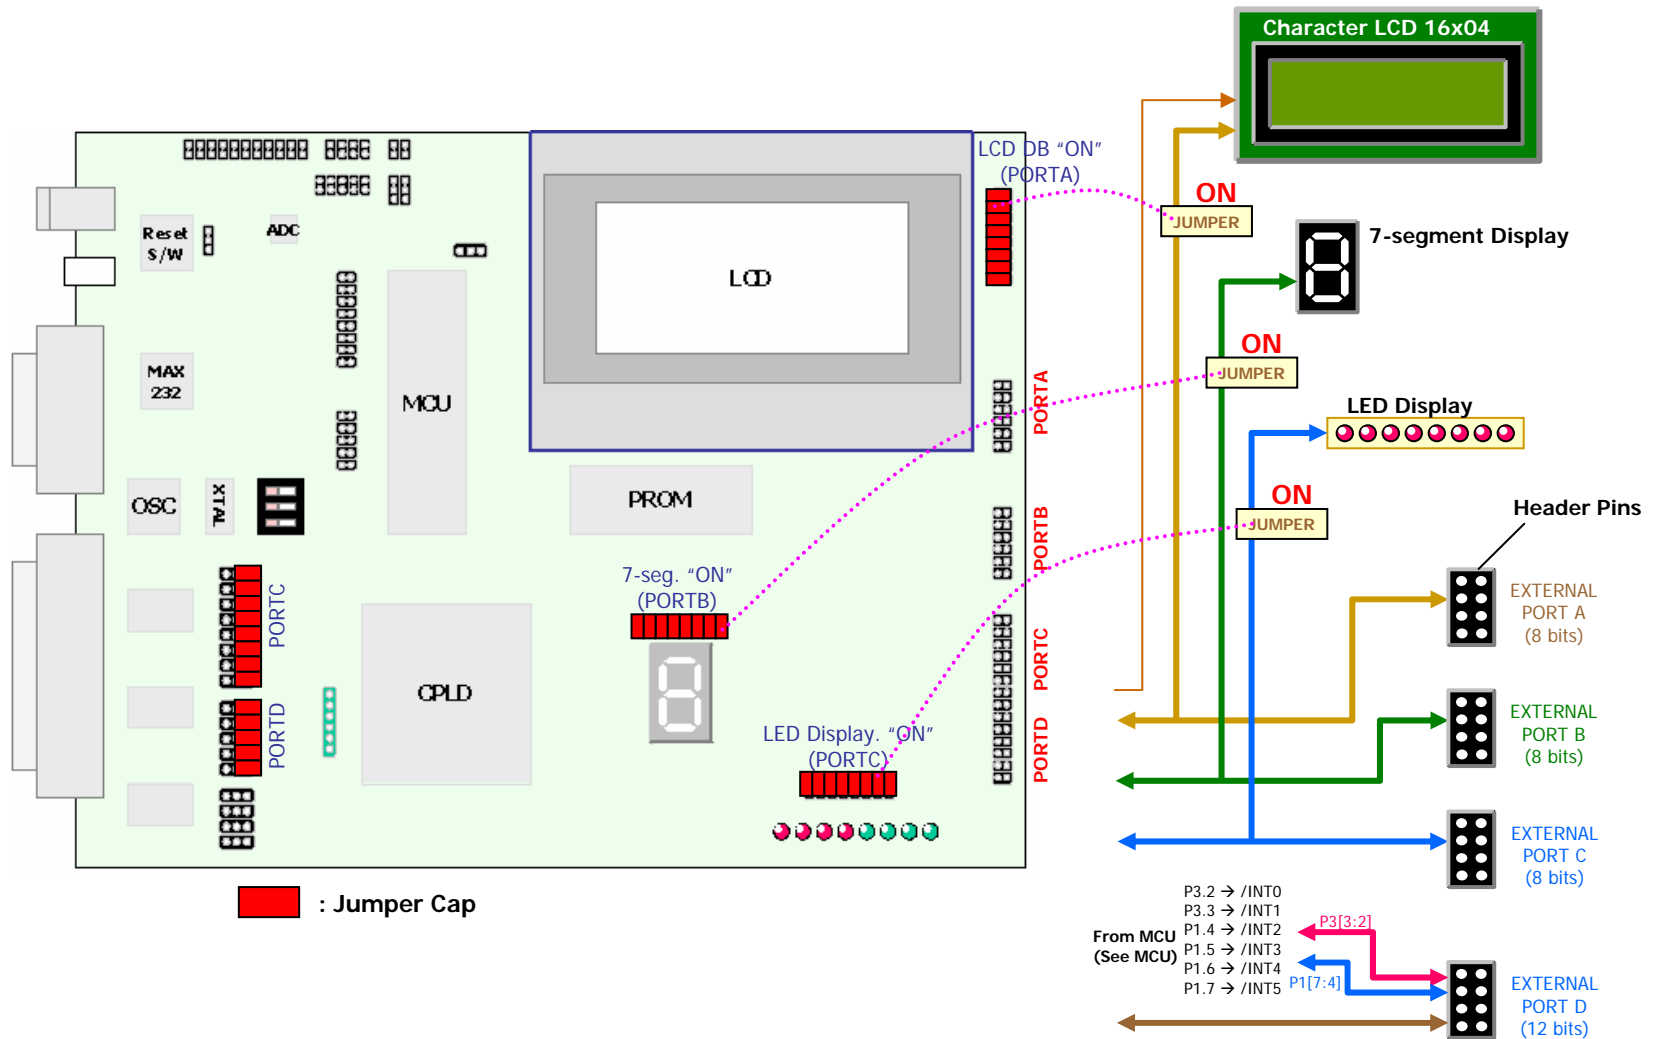 Character LCD 16x04
LCD DB “ON”
(PORTA)
ON
JUMPER
Reset
S/W
ADC
LCD
7-segment Display
ON
JUMPER
MAX
232
MCU
PORTA
LED Display
ON
JUMPER
OSC
XTAL
PROM
PORTB
Header Pins
7-seg. “ON”
(PORTB)
PORTC
EXTERNAL
PORT A
(8 bits)
PORTC
CPLD
PORTD
LED Display. “ON”
(PORTC)
PORTD
EXTERNAL
PORT B
(8 bits)
EXTERNAL
PORT C
(8 bits)
: Jumper Cap
From MCU
(See MCU)
P3.2 → /INT0
P3.3 → /INT1
P1.4 → /INT2
P1.5 → /INT3
P1.6 → /INT4
P1.7 → /INT5
P3[3:2]
P1[7:4]
EXTERNAL
PORT D
(12 bits)